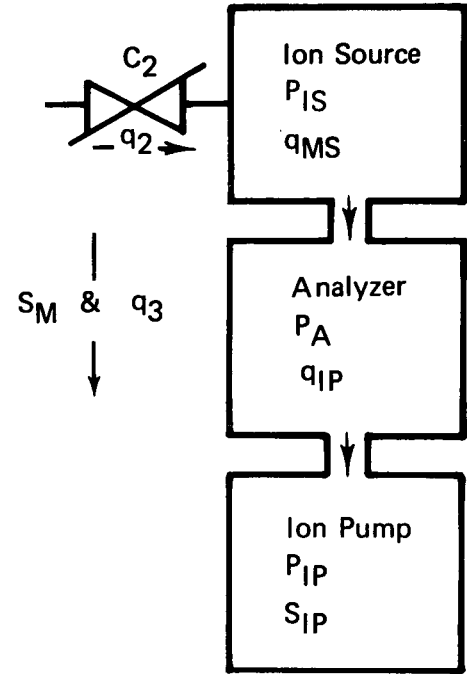 C2
q2
Ion Source
PIS
qMS
SM & q3
Analyzer
PA
qIP
Ion Pump
PIP
SIP